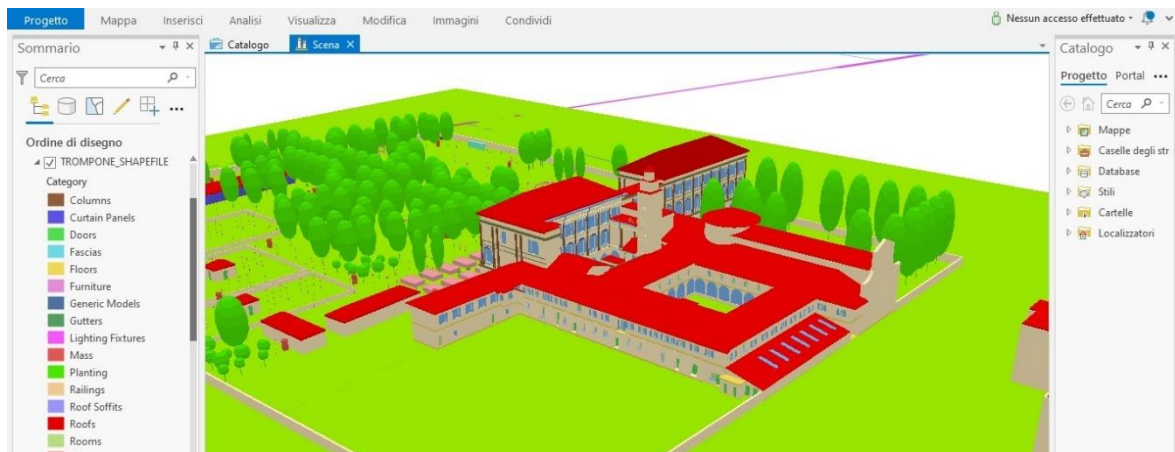 Progetto Mappa Inserisci Analisi Visualizza Modifica Immagini Condividi Nessun accesso effettuato
Sommario
Cerca
Ordine di disegno
TROMPONE_SHAPEFILE
Category
Columns
Curtain Panels
Doors
Fascias
Floors
Furniture
Generic Models
Gutters
Lighting Fixtures
Mass
Planting
Railings
Roof Soffits
Roofs
Rooms
Catalogo Scena
Catalogo
Progetto Portal
Cerca
Mappe
Caselle degli str
Database
Stili
Cartelle
Localizzatori